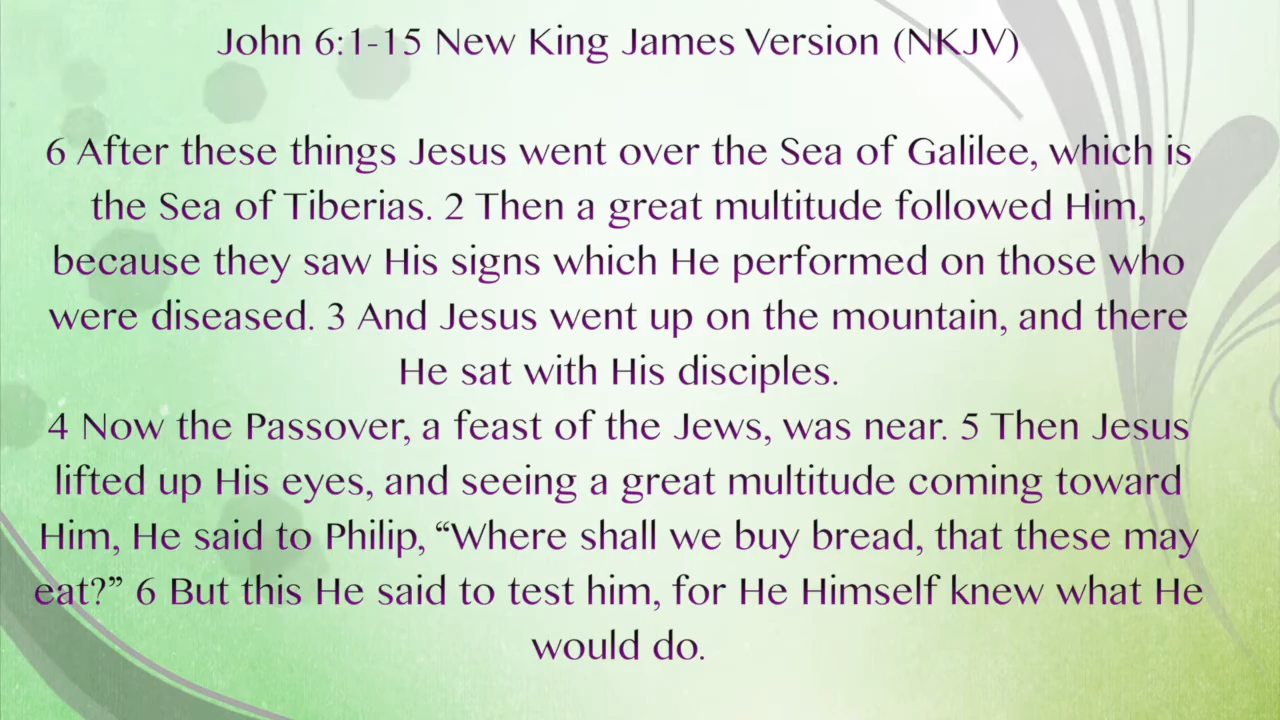 John 6:1-15 New King James Version (NKJV)
6 After these things Jesus went over the Sea of Galilee, which is
the Sea of Tiberias. 2 Then a great multitude followed Him,
because they saw His signs which He performed on those who
were diseased. 3 And Jesus went up on the mountain, and there
He sat with His disciples.
4 Now the Passover, a feast of the Jews, was near. 5 Then Jesus
lifted up His eyes, and seeing a great multitude coming toward
Him, He said to Philip, “Where shall we buy bread, that these may
eat?” 6 But this He said to test him, for He Himself knew what He
would do.